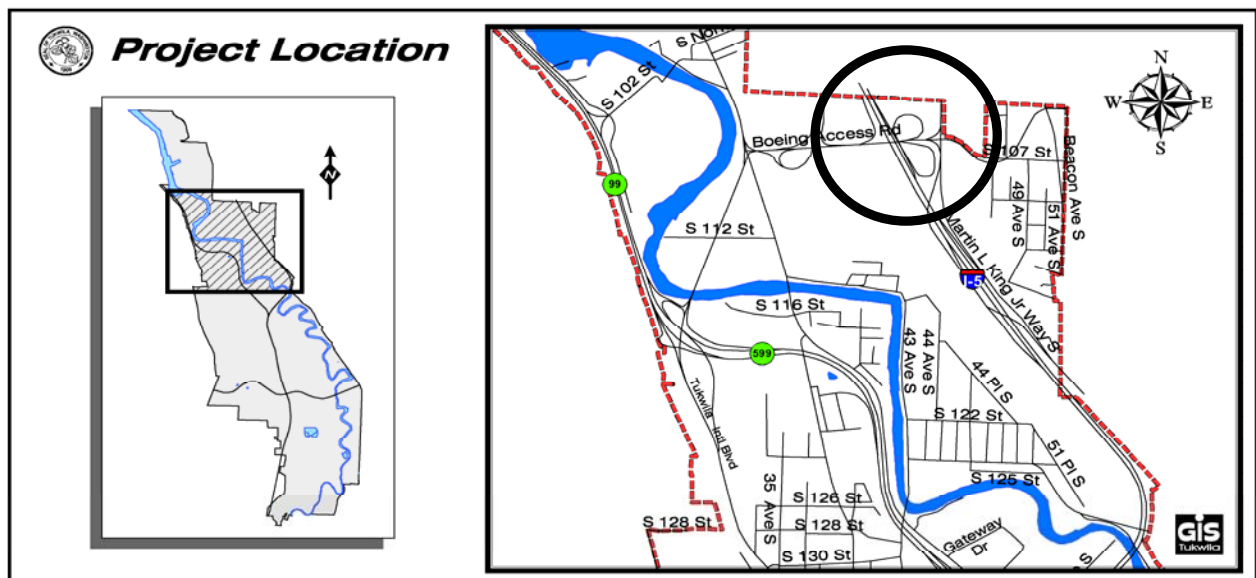 Project Location
N
S 102 St
S Nor
Boeing Access Rd
N
W
E
S
S 107 St
Beacon Ave S
49 Ave S
51 Ave S
99
S 112 St
Martin L King Jr Way S
I-5
S 116 St
599
43 Ave S
44 Ave S
44 Pl S
Tukwila Intl Blvd
S 122 St
51 Pl S
S 125 St
35 Ave S
S 126 St
S 128 St
S 128 St
S 130 St
Gateway
Dr
S
GIS
Tukwila